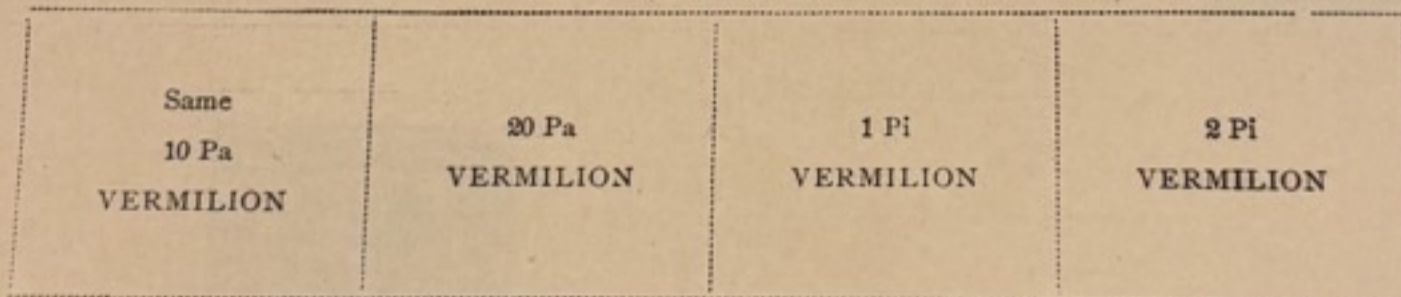 Same
10 Pa
VERMILION
20 Pa
VERMILION
1 Pi
VERMILION
2 Pi
VERMILION